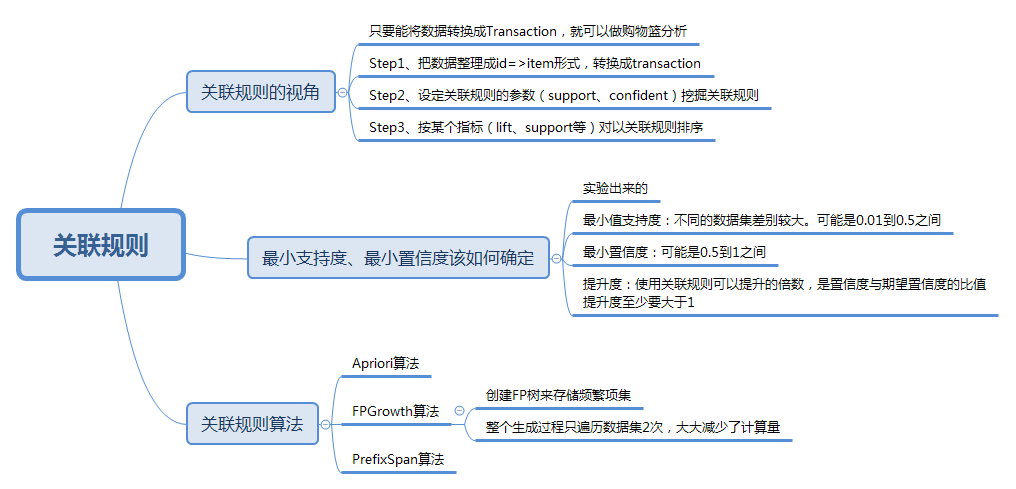 关联规则
关联规则的视角
只要能将数据转换成Transaction，就可以做购物篮分析
Step1、把数据整理成id=>item形式，转换成transaction
Step2、设定关联规则的参数（support、confident）挖掘关联规则
Step3、按某个指标（lift、support等）对以关联规则排序
最小支持度、最小置信度该如何确定
实验出来的
最小值支持度：不同的数据集差别较大。可能是0.01到0.5之间
最小置信度：可能是0.5到1之间
提升度：使用关联规则可以提升的倍数，是置信度与期望置信度的比值
提升度至少要大于1
关联规则算法
Apriori算法
FPGrowth算法
创建FP树来存储频繁项集
整个生成过程只遍历数据集2次，大大减少了计算量
PrefixSpan算法